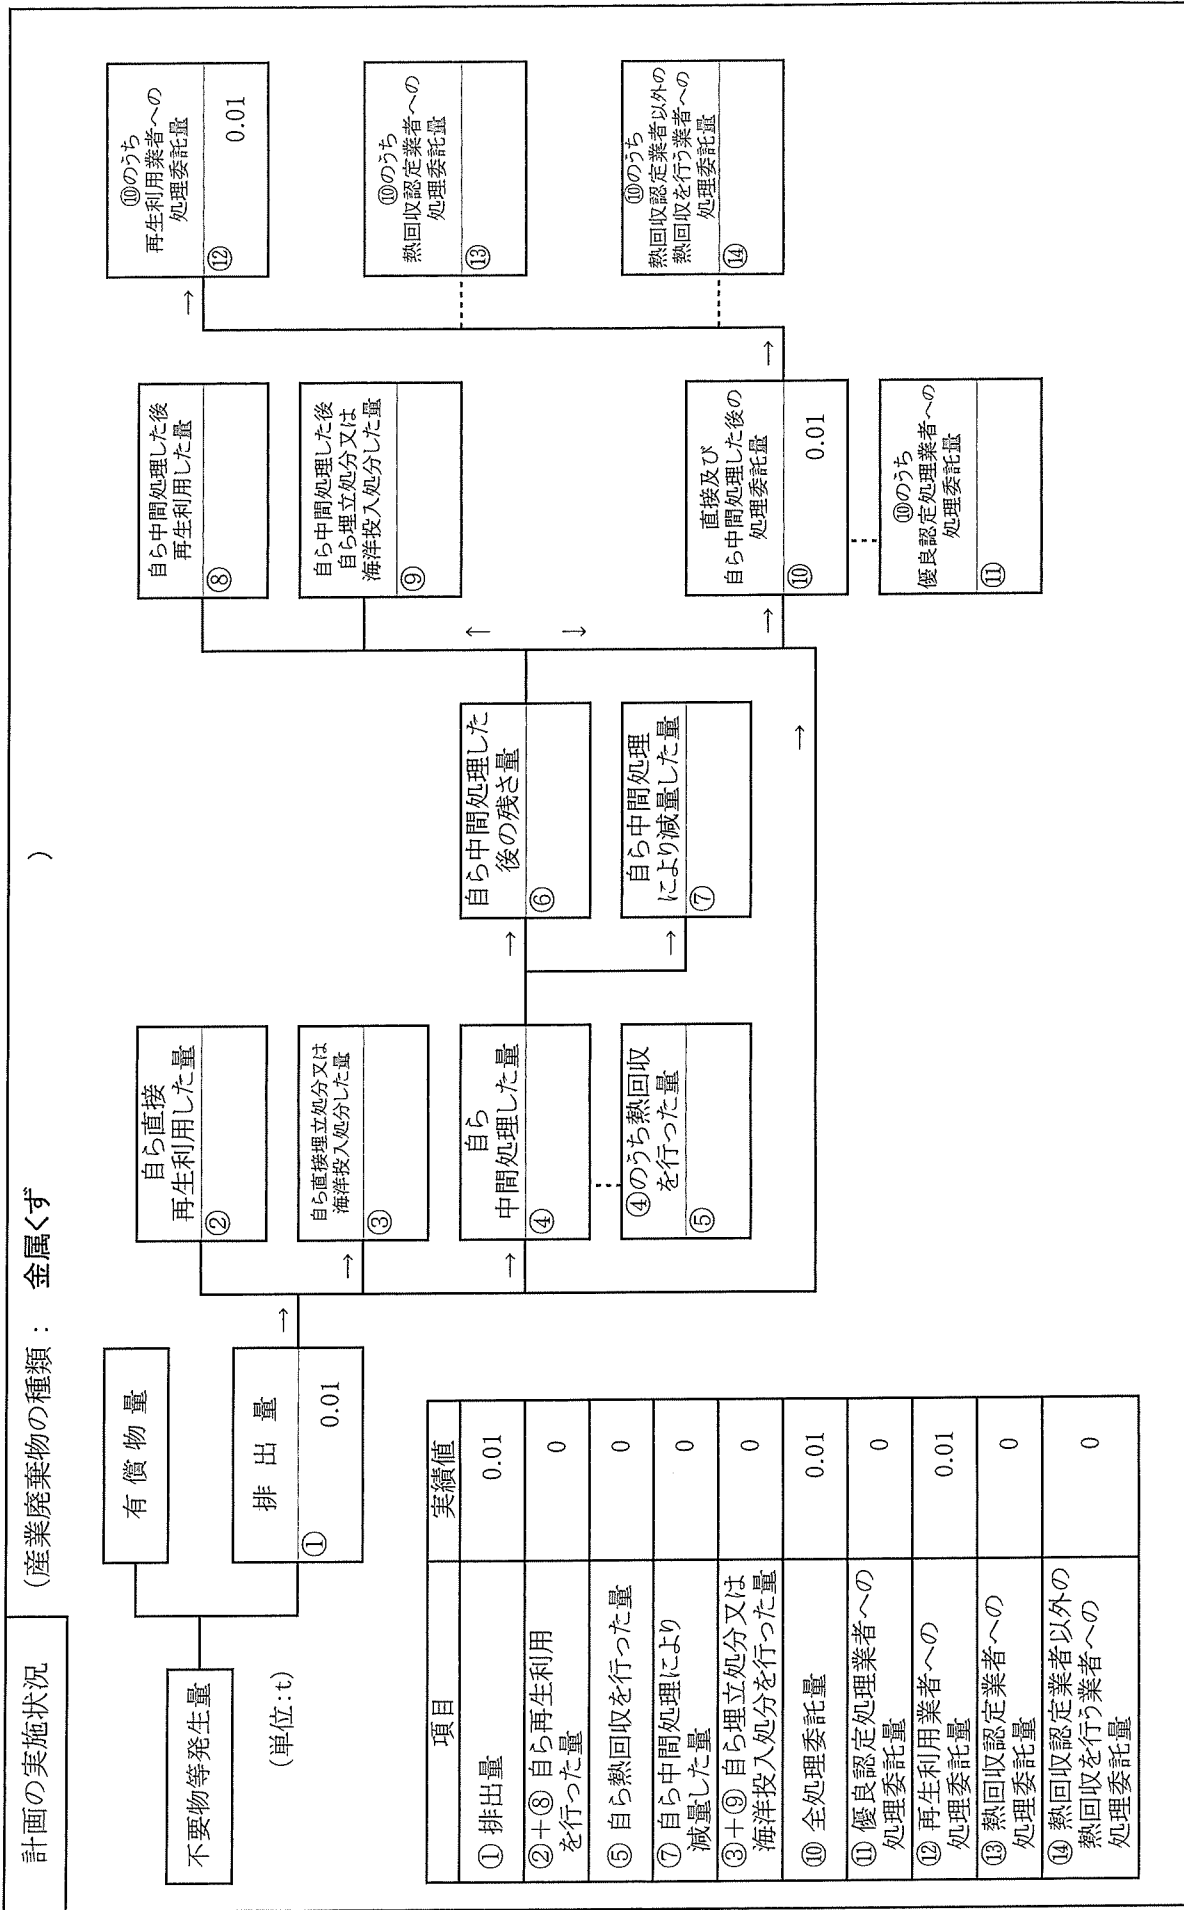 計画の実施状況
(産業廃棄物の種類： 金属くず )
不要物等発生量
(単位:t)
有償物量
排出量
① 0.01
→
自ら直接
再生利用した量
②
→
自ら直接埋立処分又は
海洋投入処分した量
③
→
自ら
中間処理した量
④
④のうち熱回収
を行った量
⑤
→
自ら中間処理した
後の残さ量
⑥
→
自ら中間処理
により減量した量
⑦
→
自ら中間処理した後
再生利用した量
⑧
自ら中間処理した後
自ら埋立処分又は
海洋投入処分した量
⑨
↑
↓
→
直接及び
自ら中間処理した後の
処理委託量
⑩ 0.01
⑩のうち
優良認定処理業者への
処理委託量
⑪
→
→
⑩のうち
再生利用業者への
処理委託量
⑫ 0.01
⑩のうち
熱回収認定業者への
処理委託量
⑬
⑩のうち
熱回収認定業者以外の
熱回収を行う業者への
処理委託量
⑭
項目 実績値
① 排出量 0.01
②＋⑧ 自ら再生利用
を行った量 0
⑤ 自ら熱回収を行った量 0
⑦ 自ら中間処理により
減量した量 0
③＋⑨ 自ら埋立処分又は
海洋投入処分を行った量 0
⑩ 全処理委託量 0.01
⑪ 優良認定処理業者への
処理委託量 0
⑫ 再生利用業者への
処理委託量 0.01
⑬ 熱回収認定業者への
処理委託量 0
⑭ 熱回収認定業者以外の
熱回収を行う業者への
処理委託量 0